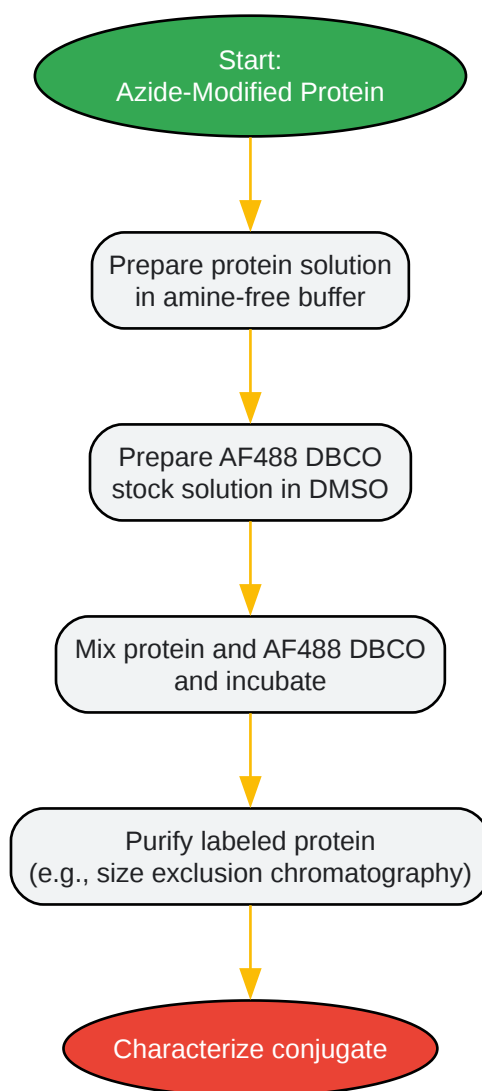 Start:
Azide-Modified Protein
Prepare protein solution
in amine-free buffer
Prepare AF488 DBCO
stock solution in DMSO
Mix protein and AF488 DBCO
and incubate
Purify labeled protein
(e.g., size exclusion chromatography)
Characterize conjugate